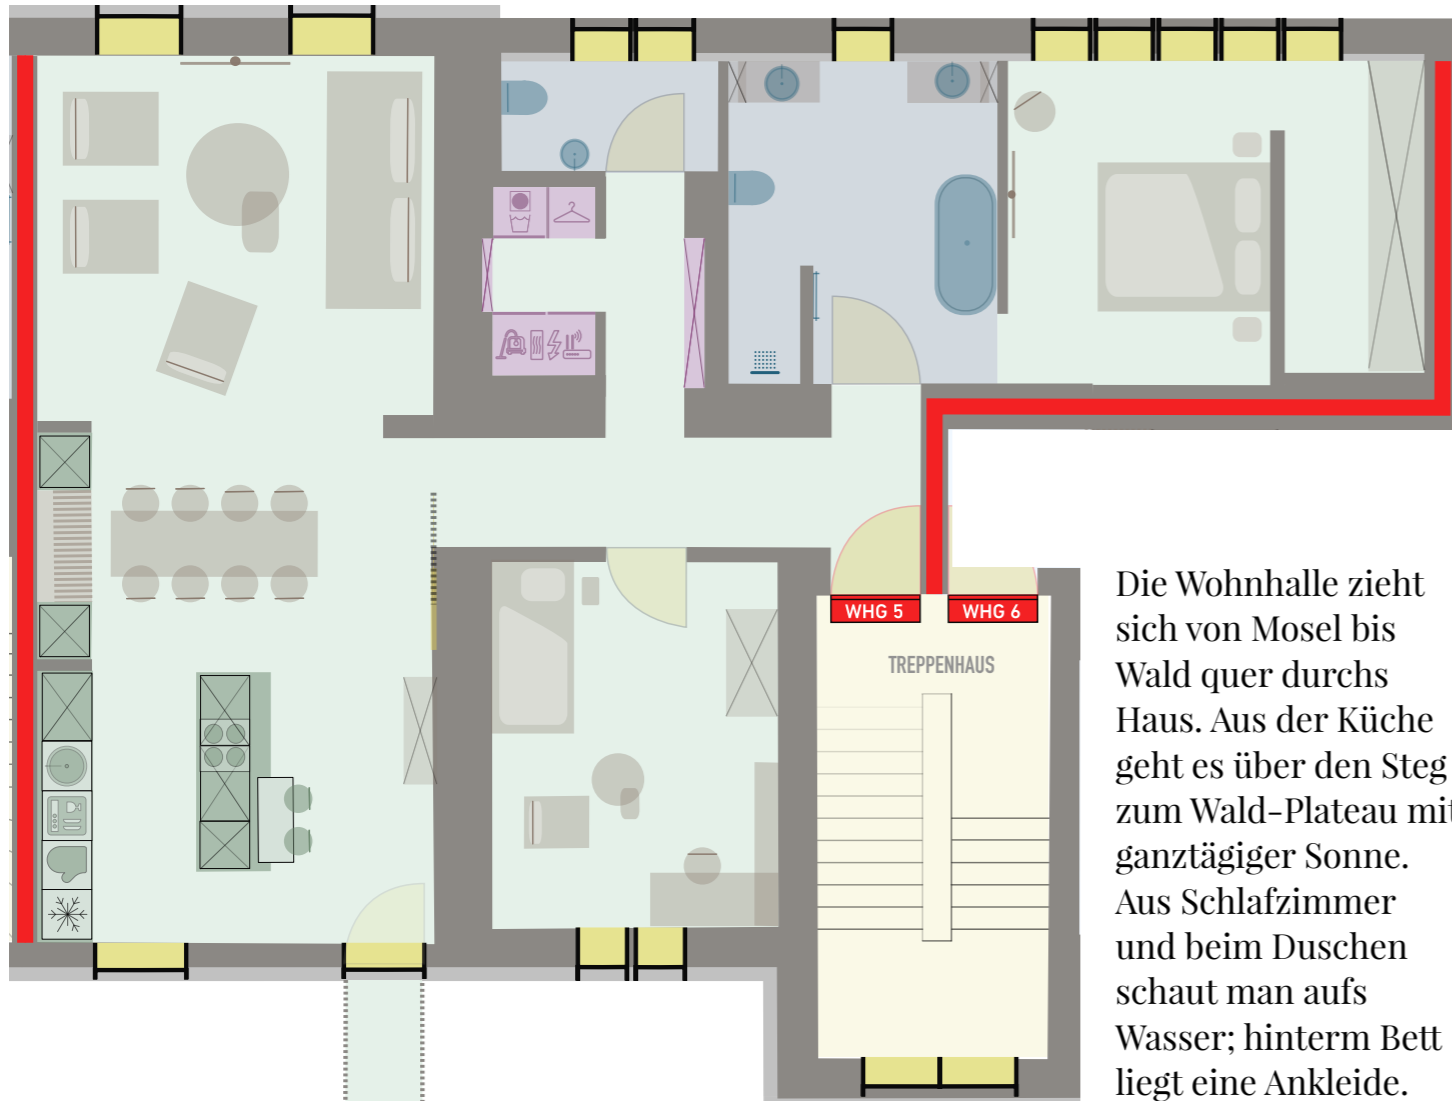 WHG 5
WHG 6
TREPPENHAUS
Die Wohnhalle zieht
sich von Mosel bis
Wald quer durchs
Haus. Aus der Küche
geht es über den Steg
zum Wald-Plateau mit
ganztägiger Sonne.
Aus Schlafzimmer
und beim Duschen
schaut man aufs
Wasser; hinterm Bett
liegt eine Ankleide.